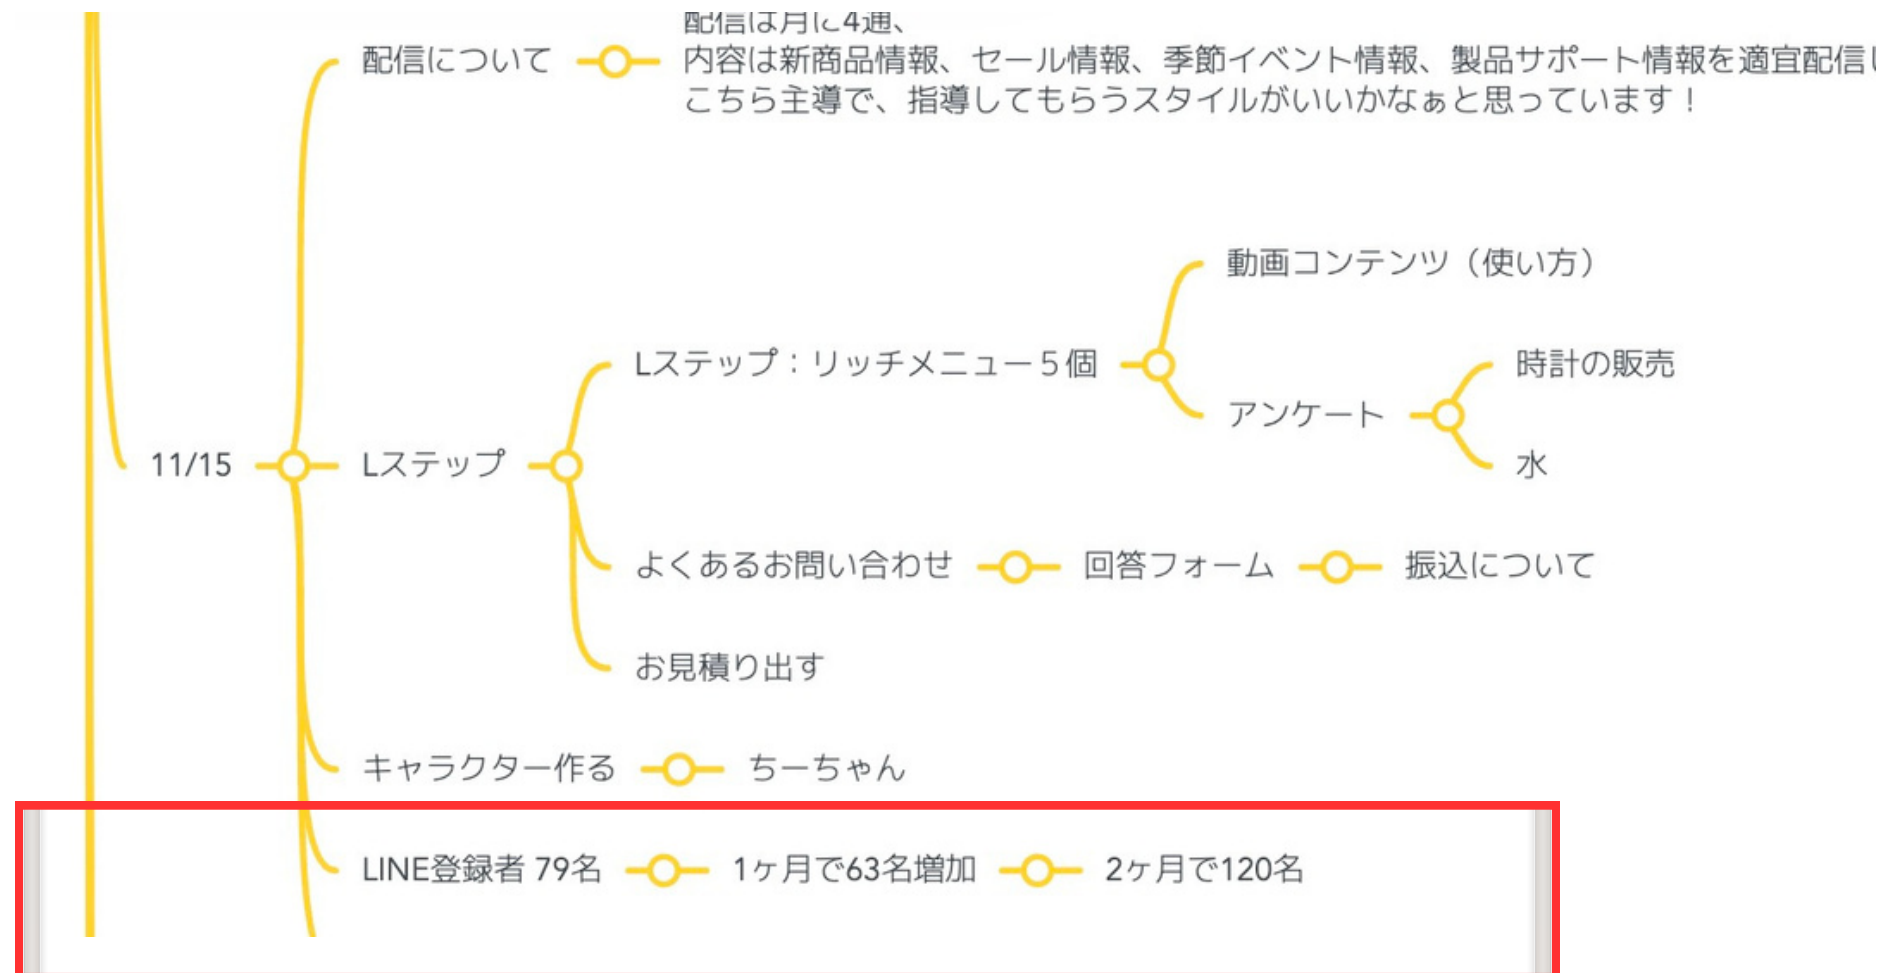 配信は月に4通、
配信について
内容は新商品情報、セール情報、季節イベント情報、製品サポート情報を適宜配信し
こちら主導で、指導してもらうスタイルがいいかなぁと思っています！
動画コンテンツ（使い方）
Lステップ：リッチメニュー５個
時計の販売
アンケート
11/15
Lステップ
水
よくあるお問い合わせ
回答フォーム
振込について
お見積り出す
キャラクター作る
ちーちゃん
LINE登録者 79名
1ヶ月で63名増加
2ヶ月で120名